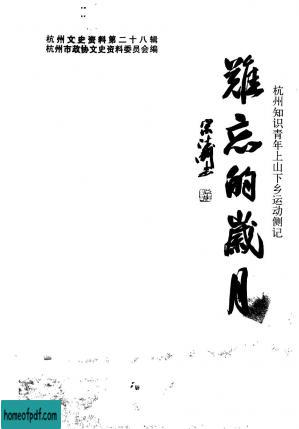 杭州文史资料第二十八辑
杭州市政协文史资料委员会编
难忘的岁月
杭州知识青年上山下乡运动侧记
homeofpdf.com
homeofpdf.com